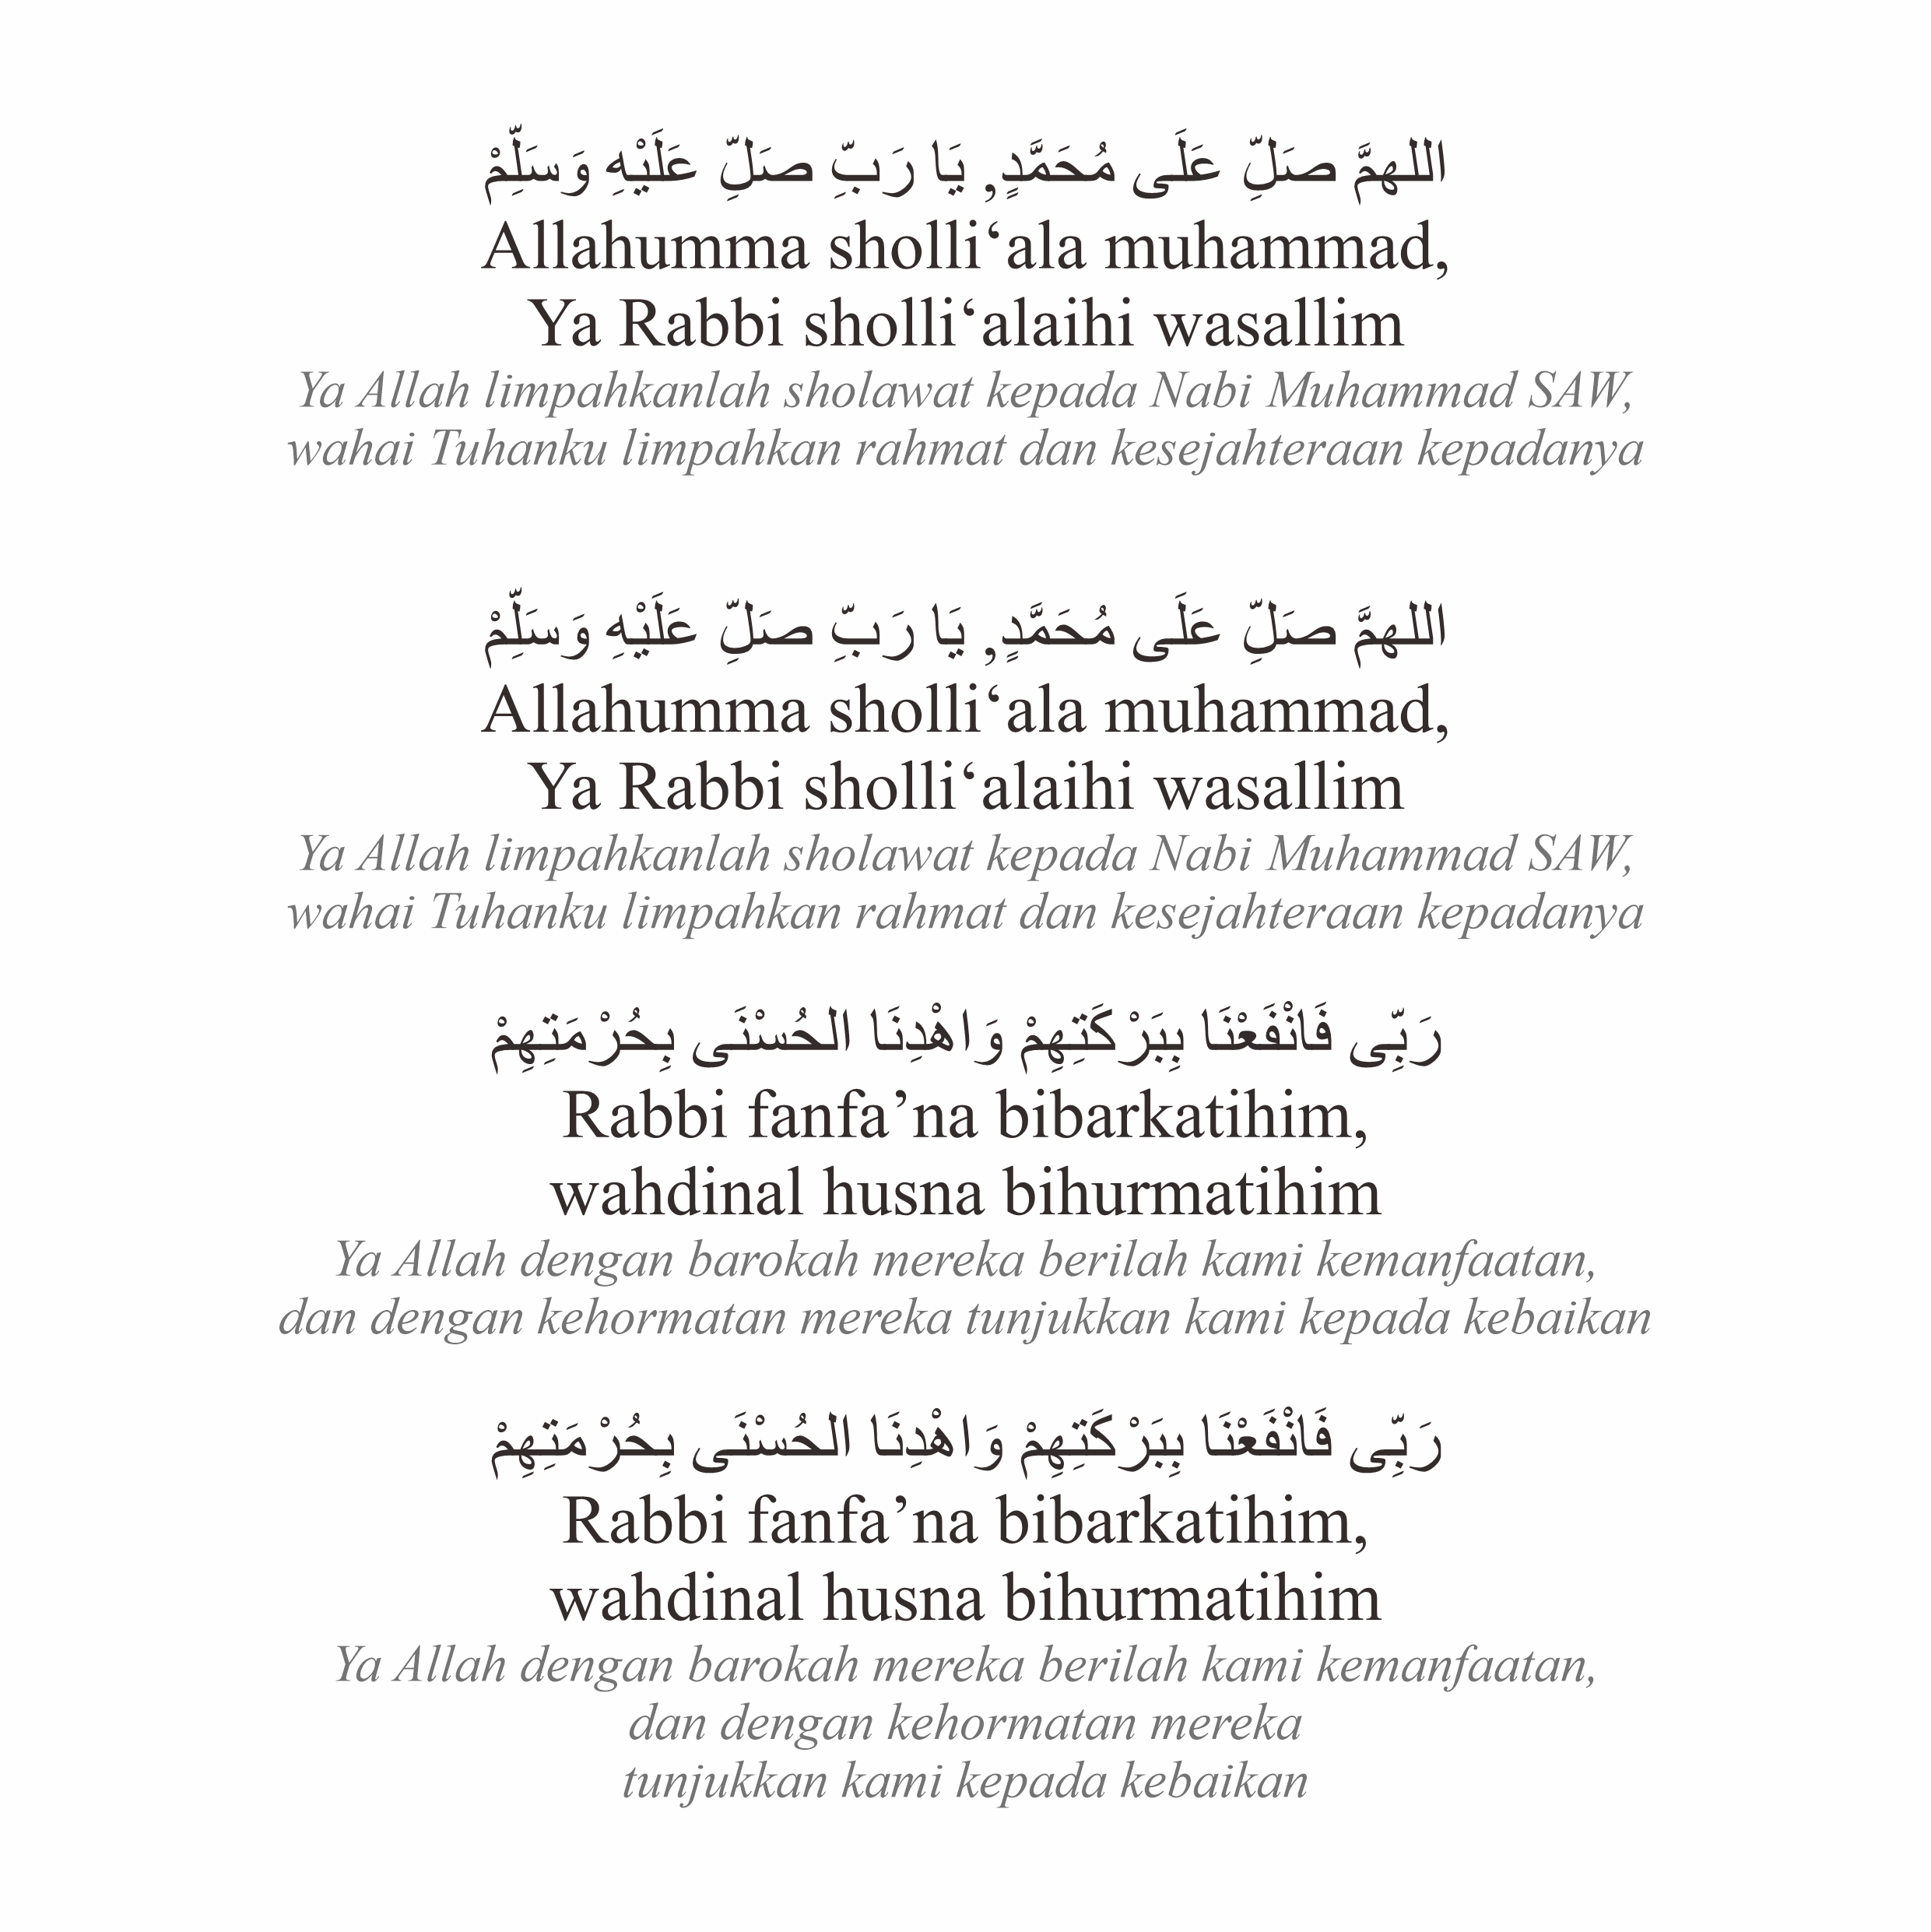 اللهمَّ صَلِّ عَلَى مُحَمَّدٍ, يَا رَبِّ صَلِّ عَلَيْهِ وَسَلِّمْ
Allahumma sholli‘ala muhammad,
Ya Rabbi sholli‘alaihi wasallim
Ya Allah limpahkanlah sholawat kepada Nabi Muhammad SAW,
wahai Tuhanku limpahkan rahmat dan kesejahteraan kepadanya
اللهمَّ صَلِّ عَلَى مُحَمَّدٍ, يَا رَبِّ صَلِّ عَلَيْهِ وَسَلِّمْ
Allahumma sholli‘ala muhammad,
Ya Rabbi sholli‘alaihi wasallim
Ya Allah limpahkanlah sholawat kepada Nabi Muhammad SAW,
wahai Tuhanku limpahkan rahmat dan kesejahteraan kepadanya
رَبِّى فَانْفَعْنَا بِبَرْكَتِهِمْ وَاهْدِنَا الْحُسْنَى بِحُرْمَتِهِمْ
Rabbi fanfa’na bibarkatihim,
wahdinal husna bihurmatihim
Ya Allah dengan barokah mereka berilah kami kemanfaatan,
dan dengan kehormatan mereka tunjukkan kami kepada kebaikan
رَبِّى فَانْفَعْنَا بِبَرْكَتِهِمْ وَاهْدِنَا الْحُسْنَى بِحُرْمَتِهِمْ
Rabbi fanfa’na bibarkatihim,
wahdinal husna bihurmatihim
Ya Allah dengan barokah mereka berilah kami kemanfaatan,
dan dengan kehormatan mereka
tunjukkan kami kepada kebaikan